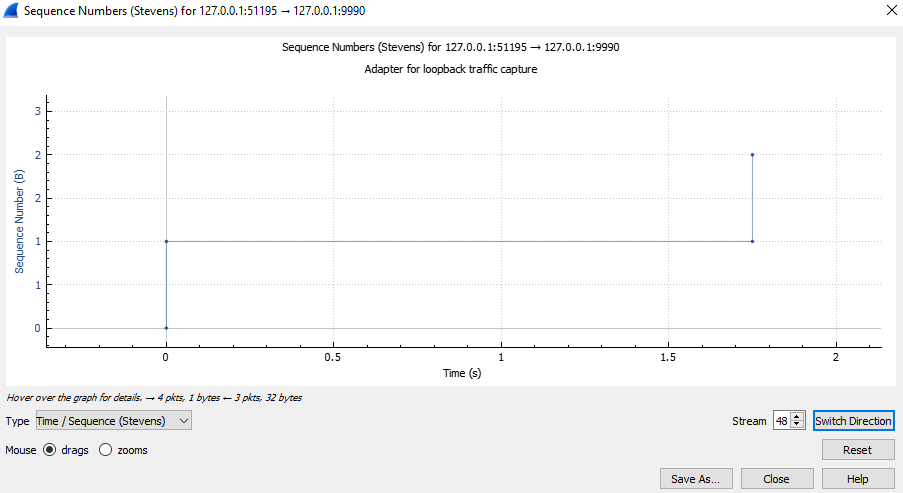 Sequence Numbers (Stevens) for 127.0.0.1:51195 → 127.0.0.1:9990
Sequence Numbers (Stevens) for 127.0.0.1:51195 → 127.0.0.1:9990
Adapter for loopback traffic capture
Sequence Number (B)
3
2
2
1
1
0
0 0.5 1 1.5 2
Time (s)
Hover over the graph for details. → 4 pkts, 1 bytes ← 3 pkts, 32 bytes
Type Time / Sequence (Stevens) Stream 48 Switch Direction
Mouse drags zooms Reset
Save As... Close Help